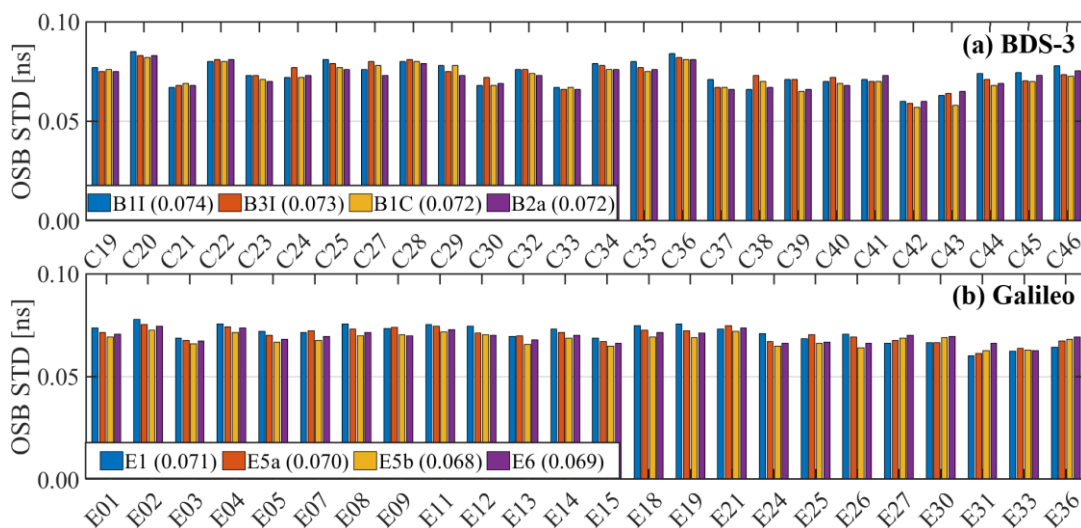 OSB STD [ns]
0.10
0.05
0.00
(a) BDS-3
B1I (0.074) B3I (0.073) B1C (0.072) B2a (0.072)
C19 C20 C21 C22 C23 C24 C25 C27 C28 C29 C30 C32 C33 C34 C35 C36 C37 C38 C39 C40 C41 C42 C43 C44 C45 C46
OSB STD [ns]
0.10
0.05
0.00
(b) Galileo
E1 (0.071) E5a (0.070) E5b (0.068) E6 (0.069)
E01 E02 E03 E04 E05 E07 E08 E09 E11 E12 E13 E14 E15 E18 E19 E21 E24 E25 E26 E27 E30 E31 E33 E36